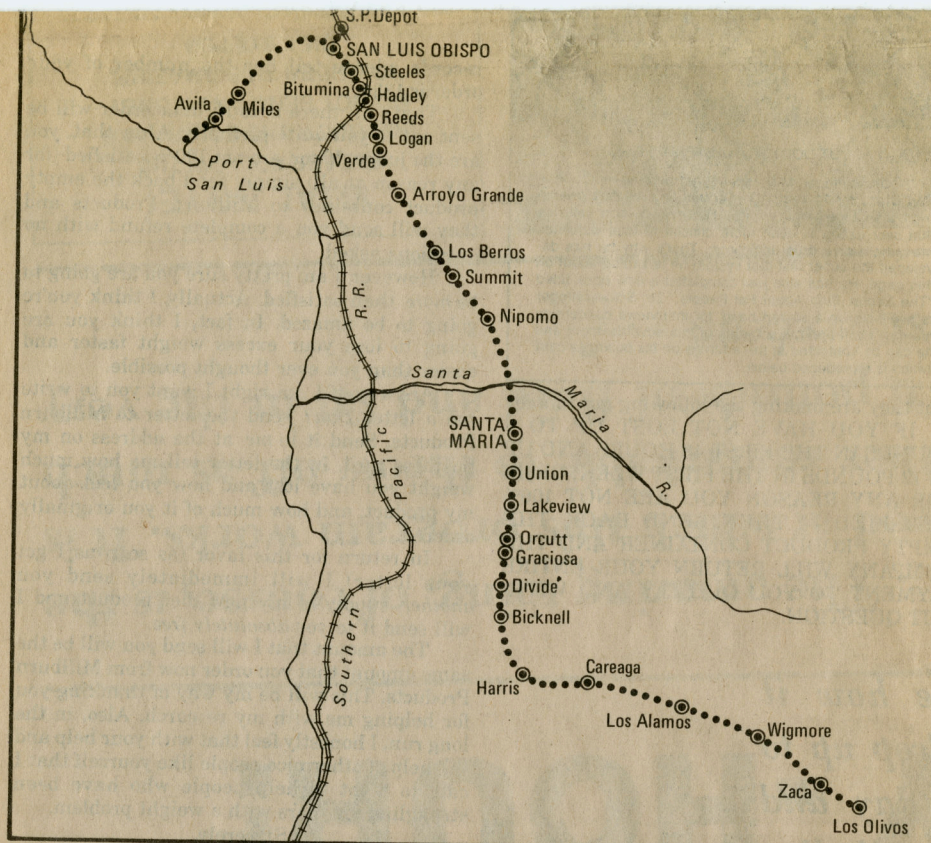 S.P. Depot
SAN LUIS OBISPO
Steeles
Bitumina
Hadley
Avila
Miles
Reeds
Logan
Verde
Port
San Luis
Arroyo Grande
Los Berros
Summit
Nipomo
R. R.
Santa
Maria
R.
SANTA
MARIA
Pacific
Union
Lakeview
Orcutt
Graciosa
Divide
Bicknell
Southern
Harris
Careaga
Los Alamos
Wigmore
Zaca
Los Olivos